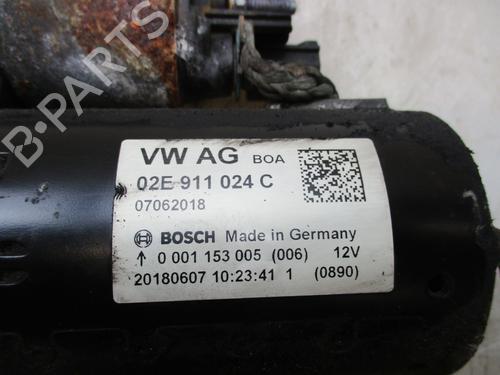 B-PARTS
VW AG BOA
02E 911 024 C
07062018
BOSCH Made in Germany
↑ 0 001 153 005 (006) 12V
20180607 10:23:41 1 (0890)
B-PARTS